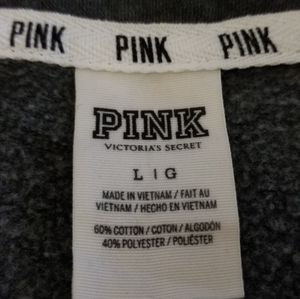 PINK PINK PINK
PINK
VICTORIA'S SECRET
L | G
MADE IN VIETNAM / FAIT AU
VIETNAM / HECHO EN VIETNAM
60% COTTON / COTON / ALGODÓN
40% POLYESTER / POLIÉSTER